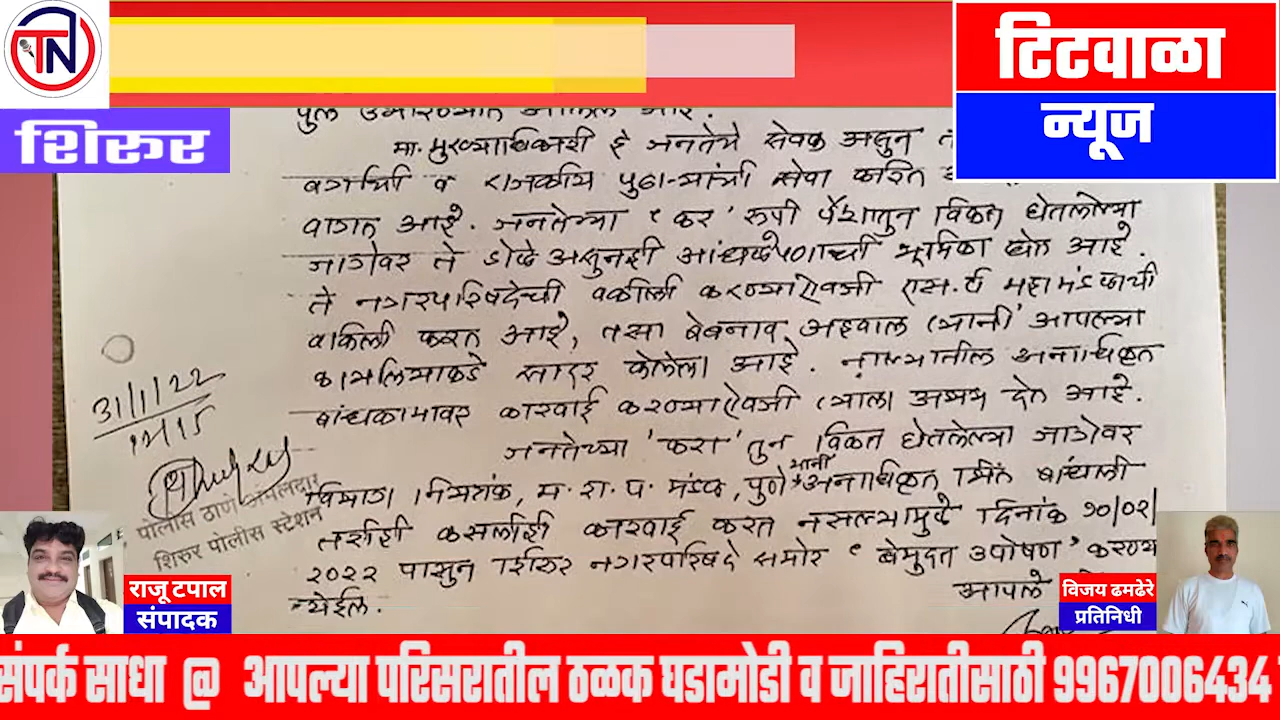 TN
टिटवाळा
न्यूज
शिरुर
मा. मुख्याधिकारी हे जनतेचे सेवक असुन
व राजकीय पुढा-यांची सेवा करित
वागत आहे. जनतेच्या 'कर' रुपी पैशातुन विकत घेतलेल्या
जागेवर ते डोळे असुनही आंधळेपणाची भूमिका घेत आहे.
ते नगरपरिषदेची वकीली करण्याऐवजी एस.टी महामंडळाची
वकिली करत आहे, तसा बेबनाव अहवाल त्यांनी आपल्या
कार्यालयाकडे सादर केलेला आहे. अनाधिकृत
बांधकामावर कारवाई करण्याऐवजी त्याला अभय देत आहे.
जनतेच्या 'करा'तुन विकत घेतलेल्या जागेवर
विभाग नियंत्रक, म.रा.प. मंडळ, पुणे यांनी अनाधिकृत भिंत बांधली
तरीही कसलीही कारवाई करत नसल्यामुळे दिनांक १०/०२/
२०२२ पासुन शिरुर नगरपरिषदे समोर 'बेमुदत उपोषण' करण्या
येईल.
आपले
31/1/22
पोलीस ठाणे अंमलदार
शिरुर पोलीस स्टेशन
राजू टपाल
संपादक
विजय ढमढेरे
प्रतिनिधी
संपर्क साधा @ आपल्या परिसरातील ठळक घडामोडी व जाहिरातीसाठी 9967006434